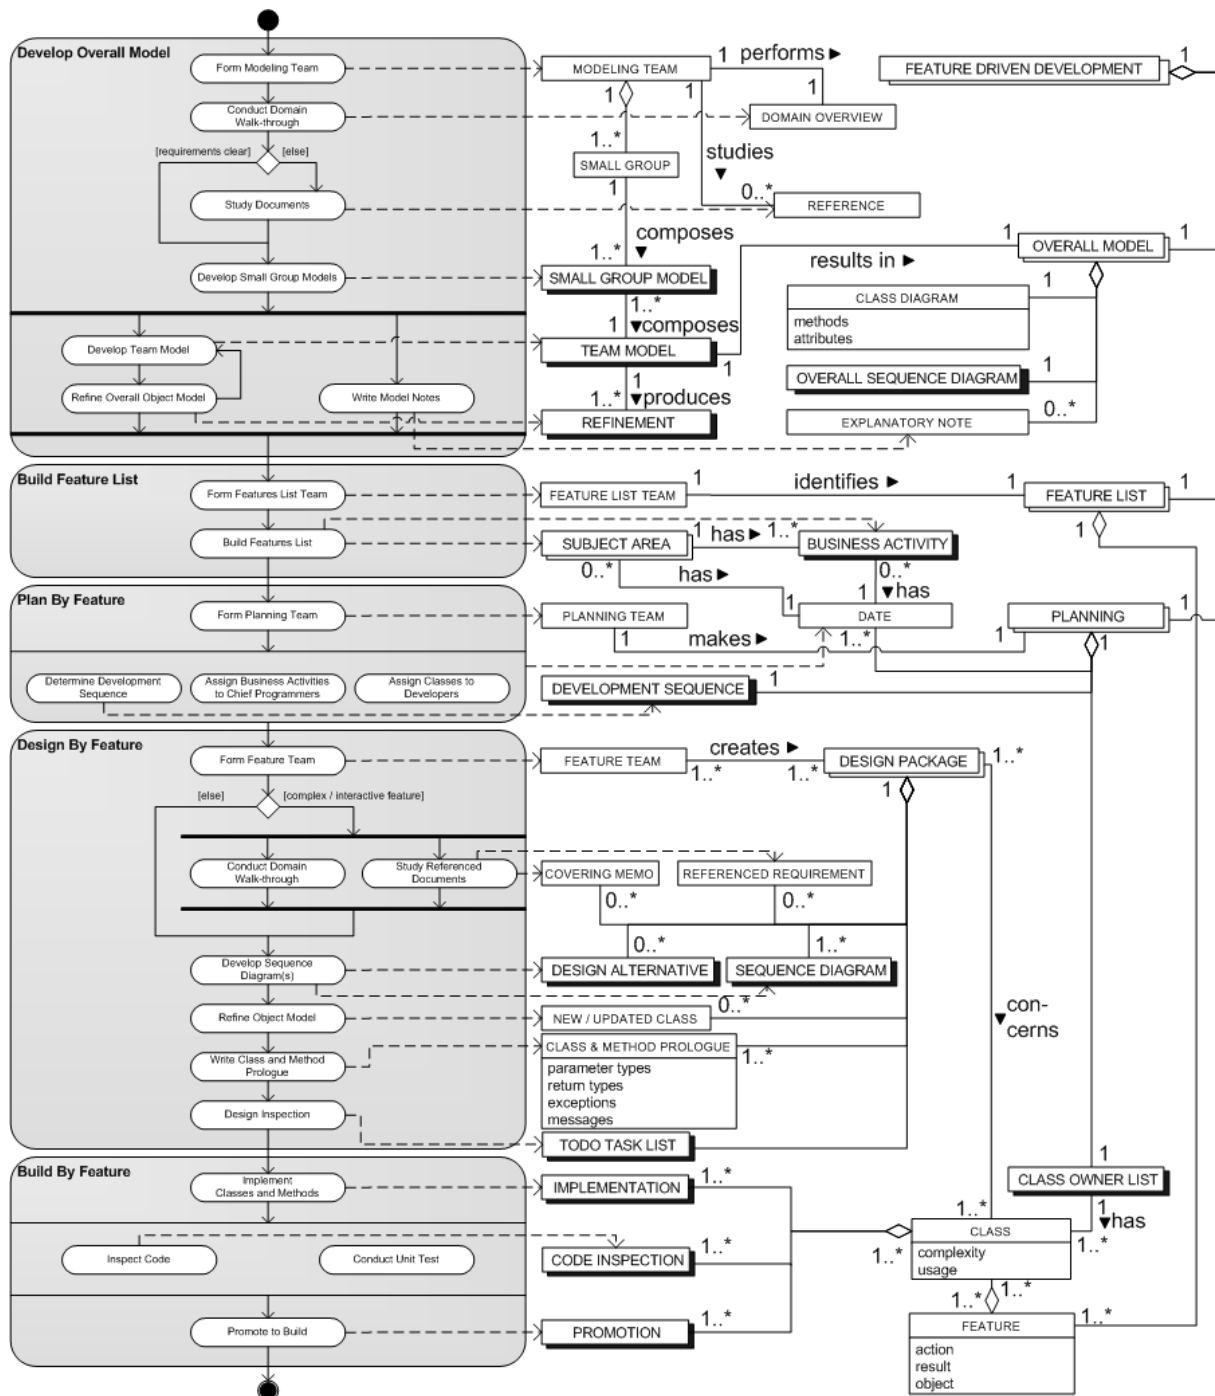 Develop Overall Model
Form Modeling Team
MODELING TEAM
1
performs ►
FEATURE DRIVEN DEVELOPMENT
1
1
1
1
Conduct Domain
Walk-through
DOMAIN OVERVIEW
[requirements clear]
[else]
1..*
SMALL GROUP
studies
▼
1
Study Documents
0..*
REFERENCE
composes
▼
1..*
1
OVERALL MODEL
1
results in ►
Develop Small Group Models
SMALL GROUP MODEL
1
CLASS DIAGRAM
methods
attributes
1..*
1
▼composes
Develop Team Model
TEAM MODEL
1
1
OVERALL SEQUENCE DIAGRAM
1
Refine Overall Object Model
Write Model Notes
1..*
▼produces
0..*
REFINEMENT
EXPLANATORY NOTE
Build Feature List
Form Features List Team
FEATURE LIST TEAM
1
identifies ►
1
FEATURE LIST
1
Build Features List
SUBJECT AREA
1
has ►
1..*
BUSINESS ACTIVITY
1
0..*
has ►
0..*
▼has
1
1
Plan By Feature
Form Planning Team
PLANNING TEAM
DATE
PLANNING
1
1
makes ►
1..*
1
1
Determine Development
Sequence
Assign Business Activities
to Chief Programmers
Assign Classes to
Developers
DEVELOPMENT SEQUENCE
1
Design By Feature
Form Feature Team
FEATURE TEAM
creates ►
1..*
1..*
DESIGN PACKAGE
1..*
1
[else]
[complex / interactive feature]
Conduct Domain
Walk-through
Study Referenced
Documents
COVERING MEMO
REFERENCED REQUIREMENT
0..*
0..*
0..*
1..*
Develop Sequence
Diagram(s)
DESIGN ALTERNATIVE
SEQUENCE DIAGRAM
Refine Object Model
NEW / UPDATED CLASS
0..*
▼
con-
cerns
Write Class and Method
Prologue
CLASS & METHOD PROLOGUE
1..*
parameter types
return types
exceptions
messages
Design Inspection
TODO TASK LIST
1
Build By Feature
Implement
Classes and Methods
IMPLEMENTATION
1..*
CLASS OWNER LIST
1..*
1
▼has
CLASS
complexity
usage
1..*
1..*
Inspect Code
Conduct Unit Test
CODE INSPECTION
1..*
1..*
1..*
Promote to Build
PROMOTION
1..*
FEATURE
1..*
action
result
object